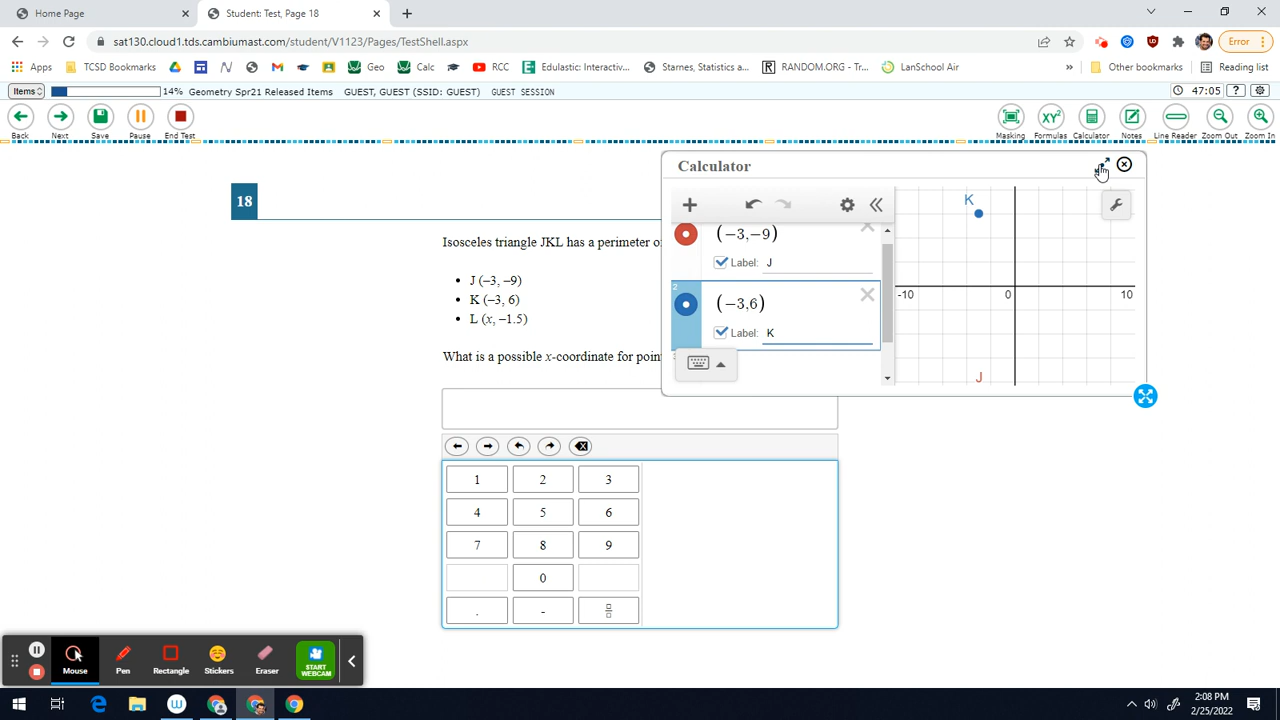 Home Page
Student: Test, Page 18
sat130.cloud1.tds.cambiumast.com/student/V1123/Pages/TestShell.aspx
Error
Apps
TCSD Bookmarks
Geo
Calc
RCC
Edulastic: Interactiv...
Starnes, Statistics a...
RANDOM.ORG - Tr...
LanSchool Air
»
Other bookmarks
Reading list
Items
14%
Geometry Spr21 Released Items
GUEST, GUEST (SSID: GUEST)
GUEST SESSION
47:05
?
Back
Next
Save
Pause
End Test
Masking
Formulas
Calculator
Notes
Line Reader
Zoom Out
Zoom In
XY²
Calculator
18
Isosceles triangle JKL has a perimeter o
• J (–3, –9)
• K (–3, 6)
• L (x, –1.5)
What is a possible x-coordinate for poin
(−3,−9)
Label: J
2
(−3,6)
Label: K
K
-10
0
10
J
1 2 3
4 5 6
7 8 9
0
. -
Mouse
Pen
Rectangle
Stickers
Eraser
START
WEBCAM
2:08 PM
2/25/2022